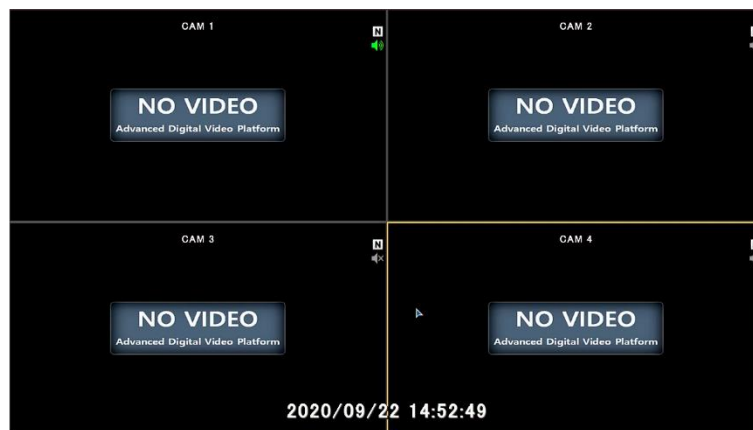 CAM 1
N
NO VIDEO
Advanced Digital Video Platform
CAM 2
NO VIDEO
Advanced Digital Video Platform
CAM 3
N
NO VIDEO
Advanced Digital Video Platform
CAM 4
NO VIDEO
Advanced Digital Video Platform
2020/09/22 14:52:49